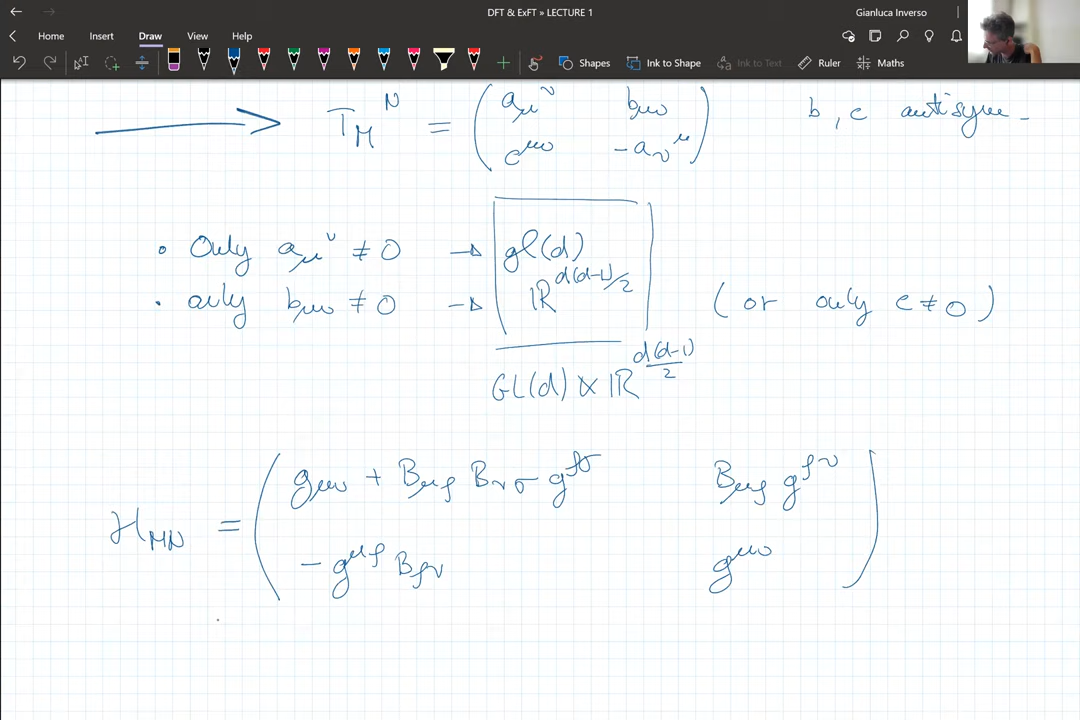 DFT & ExFT » LECTURE 1
Gianluca Inverso
Home Insert Draw View Help
Shapes Ink to Shape Ink to Text Ruler Maths
T_M^N = ( a_μ^ν b_μν ) b, c antisym.
( c^μν -a_ν^μ )
• Only a_μ^ν ≠ 0 → gl(d)
• only b_μν ≠ 0 → ℝ^{d(d-1)/2} (or only c ≠ 0)
GL(d) ⋉ ℝ^{d(d-1)/2}
H_MN = ( g_μν + B_μρ B_νσ g^ρσ B_μρ g^ρν )
( - g^μρ B_ρν g^μν )